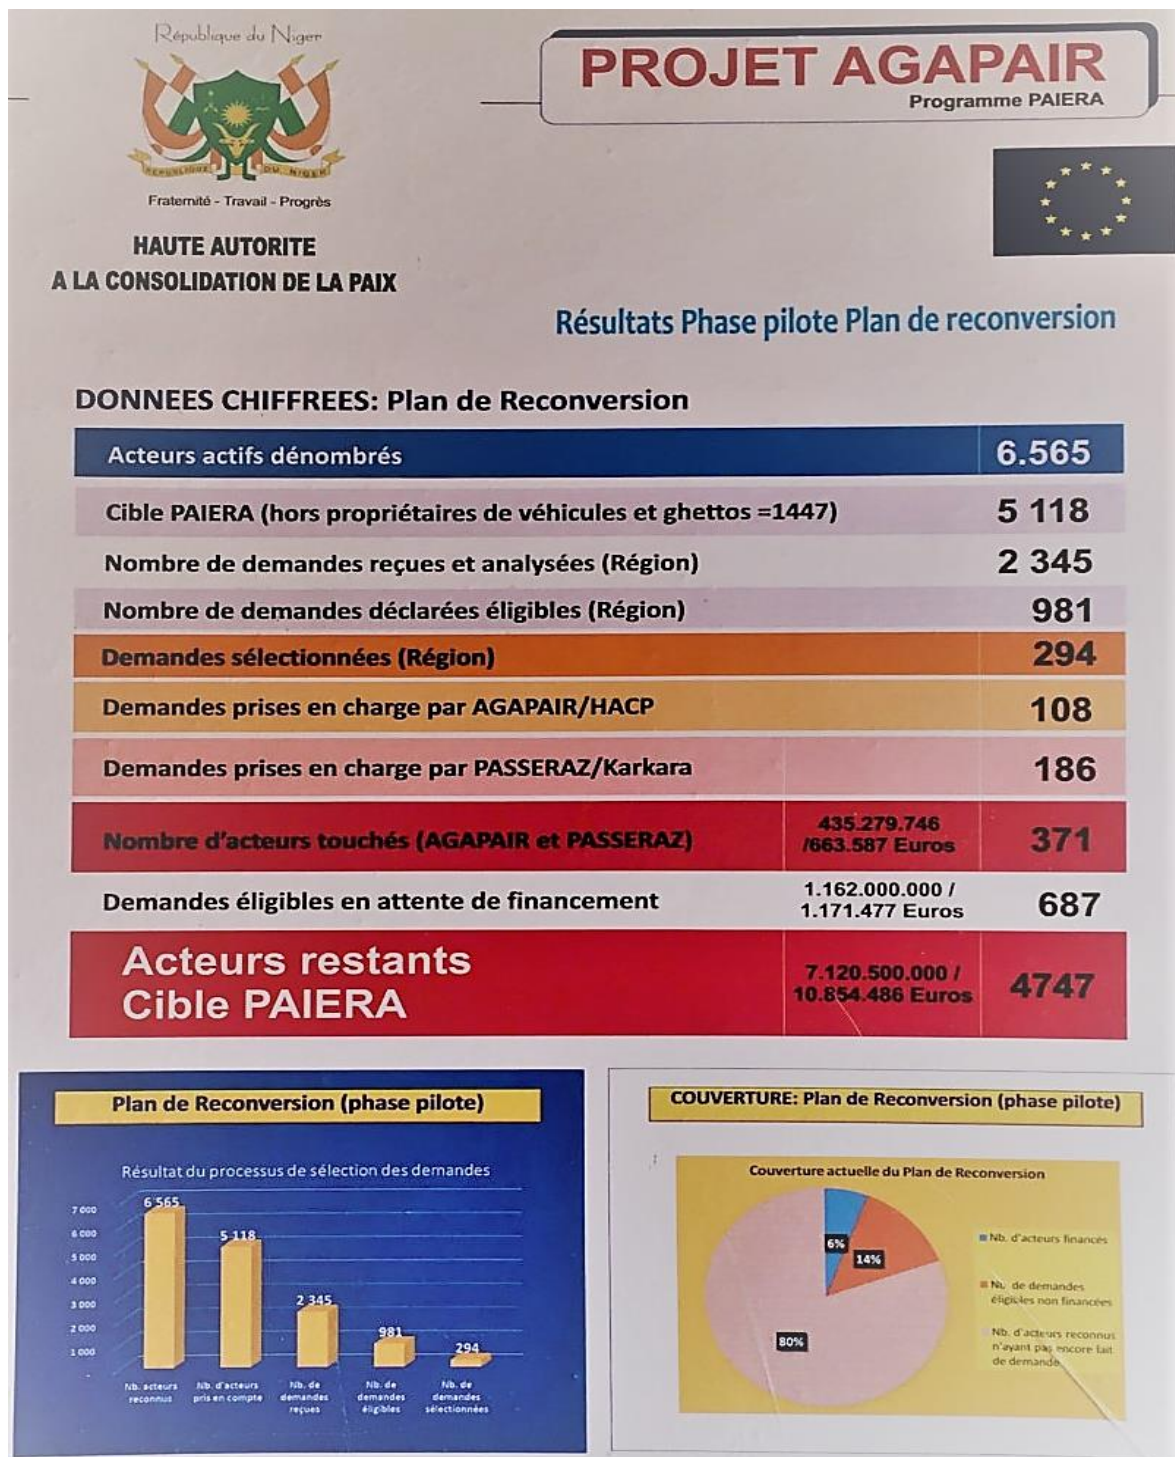 République du Niger
REPUBLIQUE DU NIGER
Fraternité - Travail - Progrès
HAUTE AUTORITE
A LA CONSOLIDATION DE LA PAIX
PROJET AGAPAIR
Programme PAIERA
Résultats Phase pilote Plan de reconversion
DONNEES CHIFFREES: Plan de Reconversion
Acteurs actifs dénombrés 6.565
Cible PAIERA (hors propriétaires de véhicules et ghettos =1447) 5 118
Nombre de demandes reçues et analysées (Région) 2 345
Nombre de demandes déclarées éligibles (Région) 981
Demandes sélectionnées (Région) 294
Demandes prises en charge par AGAPAIR/HACP 108
Demandes prises en charge par PASSERAZ/Karkara 186
Nombre d'acteurs touchés (AGAPAIR et PASSERAZ) 435.279.746 /663.587 Euros 371
Demandes éligibles en attente de financement 1.162.000.000 / 1.171.477 Euros 687
Acteurs restants
Cible PAIERA 7.120.500.000 / 10.854.486 Euros 4747
Plan de Reconversion (phase pilote)
Résultat du processus de sélection des demandes
7 000
6 000
5 000
4 000
3 000
2 000
1 000
-
6 565
5 118
2 345
981
294
Nb. acteurs reconnus
Nb. d'acteurs pris en compte
Nb. de demandes reçues
Nb. de demandes éligibles
Nb. de demandes sélectionnées
COUVERTURE: Plan de Reconversion (phase pilote)
Couverture actuelle du Plan de Reconversion
6%
14%
80%
Nb. d'acteurs financés
Nb. de demandes
éligibles non financées
Nb. d'acteurs reconnus
n'ayant pas encore fait
de demande